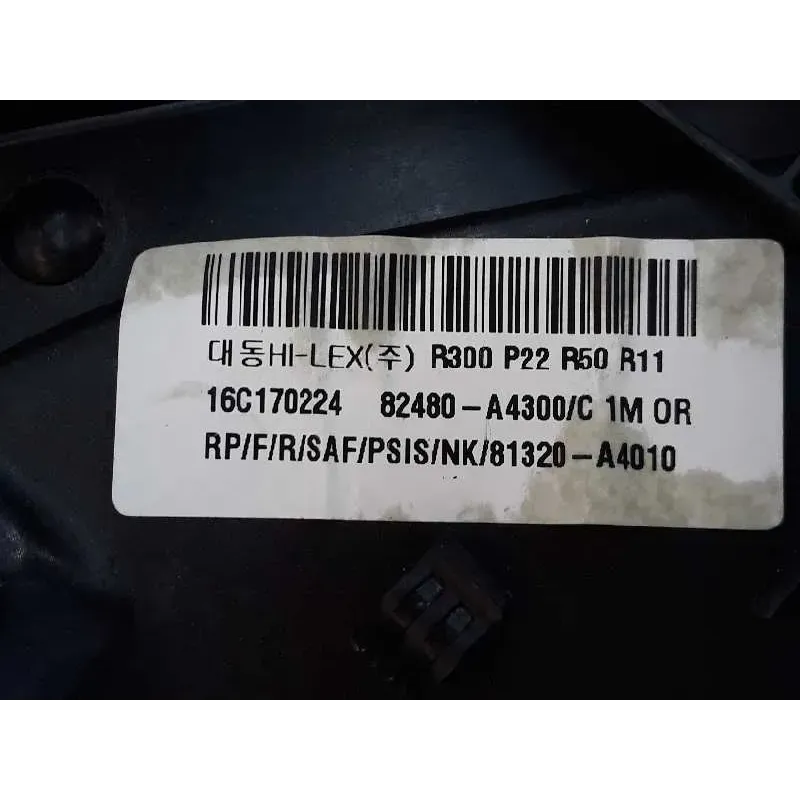 대동HI-LEX(주) R300 P22 R50 R11
16C170224 82480-A4300/C 1M OR
RP/F/R/SAF/PSIS/NK/81320-A4010